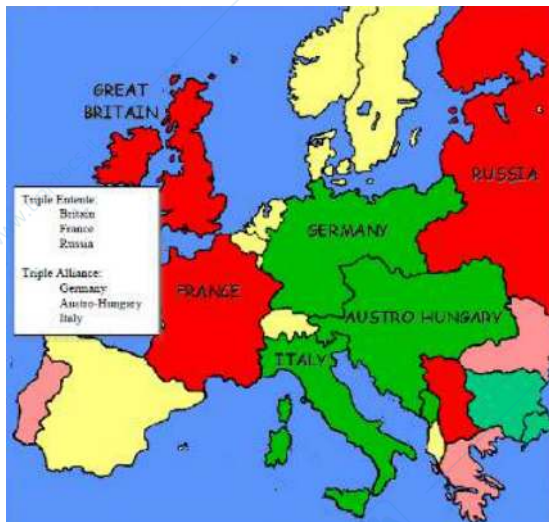 GREAT
BRITAIN
RUSSIA
Triple Entente:
Britain
France
Russia
Triple Alliance:
Germany
Austro-Hungary
Italy
GERMANY
FRANCE
AUSTRO HUNGARY
ITALY